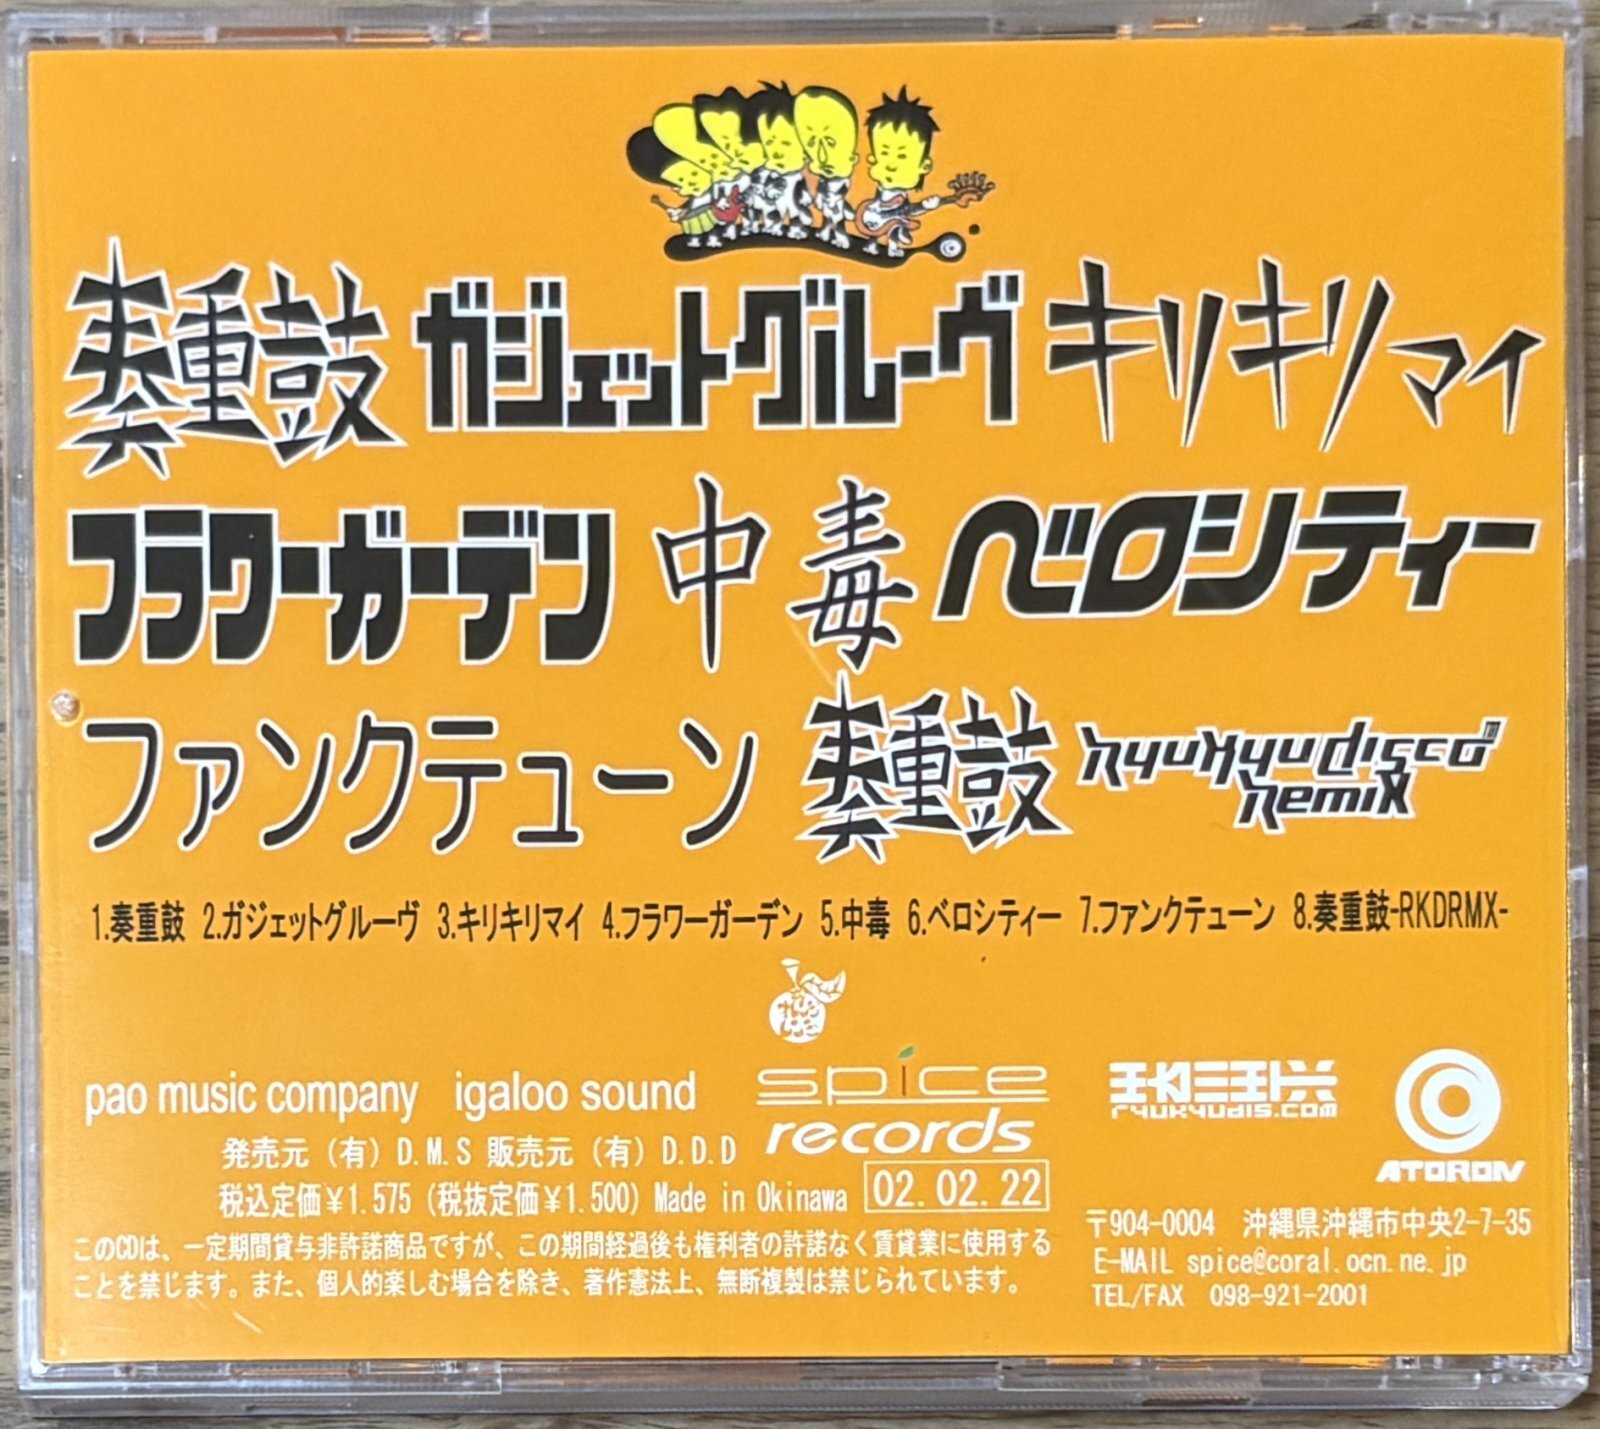 奏重鼓 ガジェットグルーヴ キリキリマイ
フラワーガーデン 中毒 ベロシティー
ファンクテューン 奏重鼓 ryukyudisco remix
1.奏重鼓 2.ガジェットグルーヴ 3.キリキリマイ 4.フラワーガーデン 5.中毒 6.ベロシティー 7.ファンクテューン 8.奏重鼓-RKDRMX-
pao music company igaloo sound
spice
records
発売元（有）D.M.S 販売元（有）D.D.D
税込定価¥1.575（税抜定価¥1.500）Made in Okinawa
02.02.22
このCDは、一定期間貸与非許諾商品ですが、この期間経過後も権利者の許諾なく賃貸業に使用する
ことを禁じます。また、個人的楽しむ場合を除き、著作憲法上、無断複製は禁じられています。
ryukyudis.com
ATORON
〒904-0004 沖縄県沖縄市中央2-7-35
E-MAIL spice@coral.ocn.ne.jp
TEL/FAX 098-921-2001